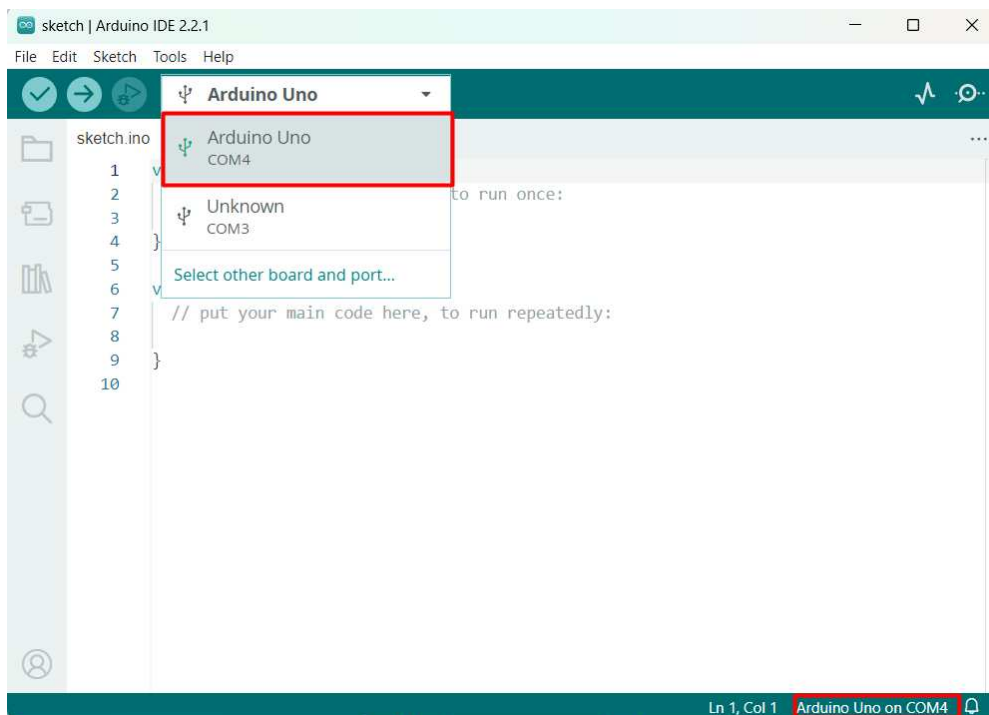 sketch | Arduino IDE 2.2.1
File Edit Sketch Tools Help
Arduino Uno
sketch.ino
Arduino Uno
COM4
Unknown
COM3
Select other board and port...
1 v
2 to run once:
3
4 }
5
6 v
7 // put your main code here, to run repeatedly:
8
9 }
10
Ln 1, Col 1 Arduino Uno on COM4